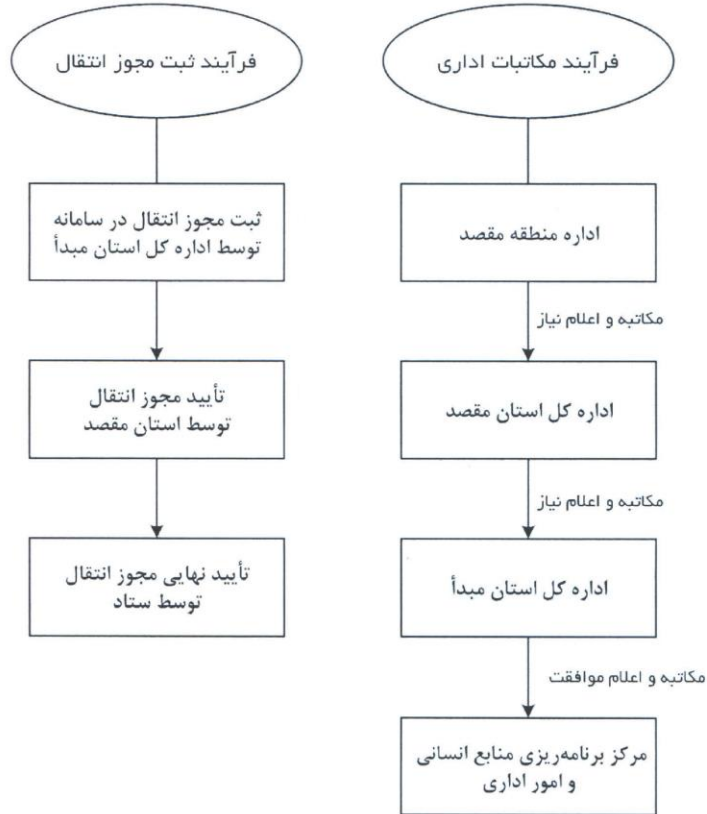 فرآیند مکاتبات اداری
اداره منطقه مقصد
مکاتبه و اعلام نیاز
اداره کل استان مقصد
مکاتبه و اعلام نیاز
اداره کل استان مبدأ
مکاتبه و اعلام موافقت
مرکز برنامه‌ریزی منابع انسانی
و امور اداری
فرآیند ثبت مجوز انتقال
ثبت مجوز انتقال در سامانه
توسط اداره کل استان مبدأ
تأیید مجوز انتقال
توسط استان مقصد
تأیید نهایی مجوز انتقال
توسط ستاد